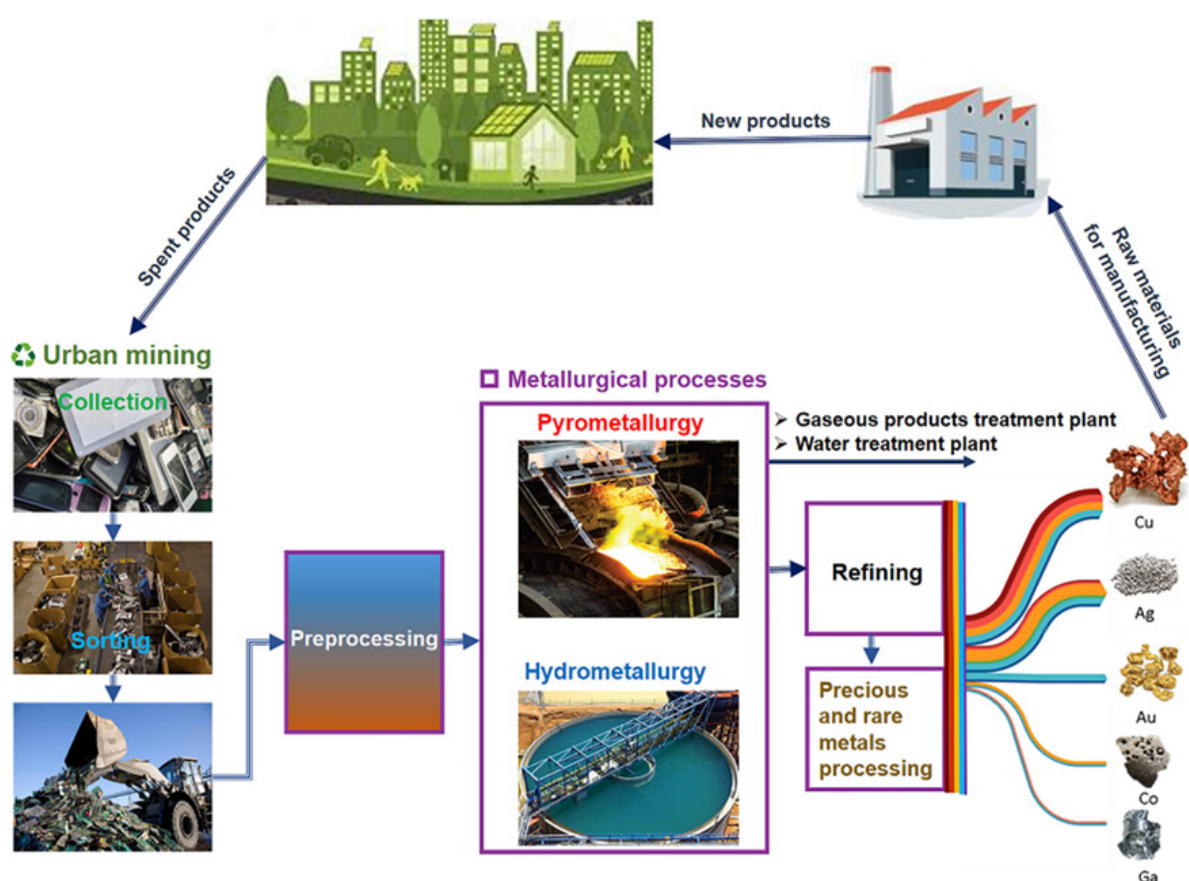 New products
Spent products
Raw materials
for manufacturing
Urban mining
Collection
Sorting
Preprocessing
Metallurgical processes
Pyrometallurgy
Hydrometallurgy
➢ Gaseous products treatment plant
➢ Water treatment plant
Refining
Precious
and rare
metals
processing
Cu
Ag
Au
Co
Ga